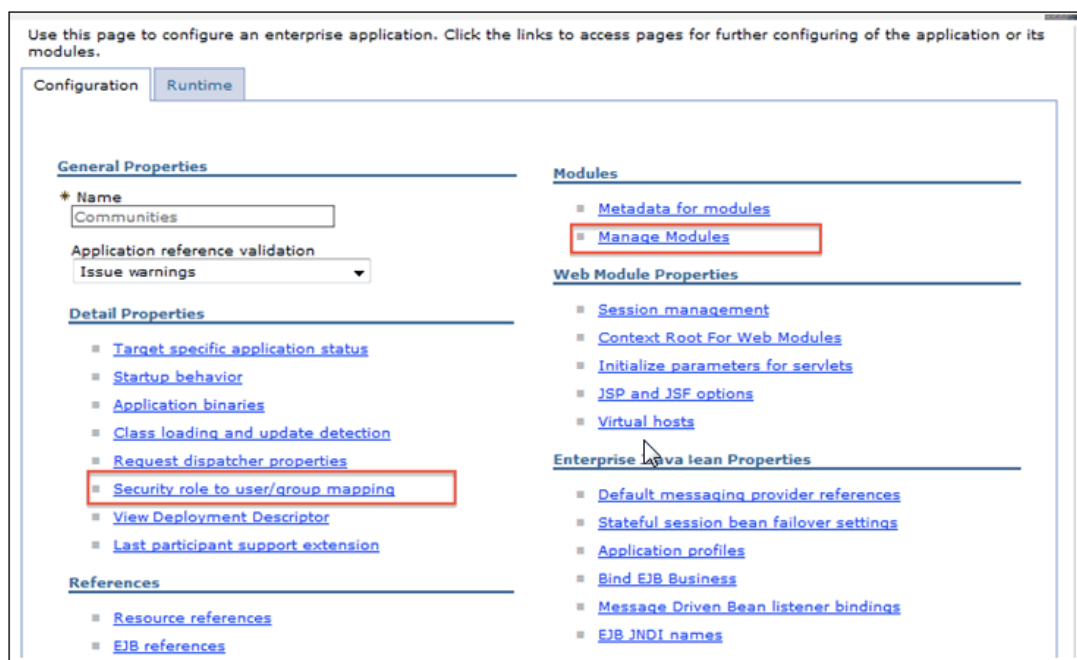 Use this page to configure an enterprise application. Click the links to access pages for further configuring of the application or its
modules.
Configuration
Runtime
General Properties
* Name
Communities
Application reference validation
Issue warnings
Detail Properties
Target specific application status
Startup behavior
Application binaries
Class loading and update detection
Request dispatcher properties
Security role to user/group mapping
View Deployment Descriptor
Last participant support extension
References
Resource references
EJB references
Modules
Metadata for modules
Manage Modules
Web Module Properties
Session management
Context Root For Web Modules
Initialize parameters for servlets
JSP and JSF options
Virtual hosts
Enterprise Java Bean Properties
Default messaging provider references
Stateful session bean failover settings
Application profiles
Bind EJB Business
Message Driven Bean listener bindings
EJB JNDI names